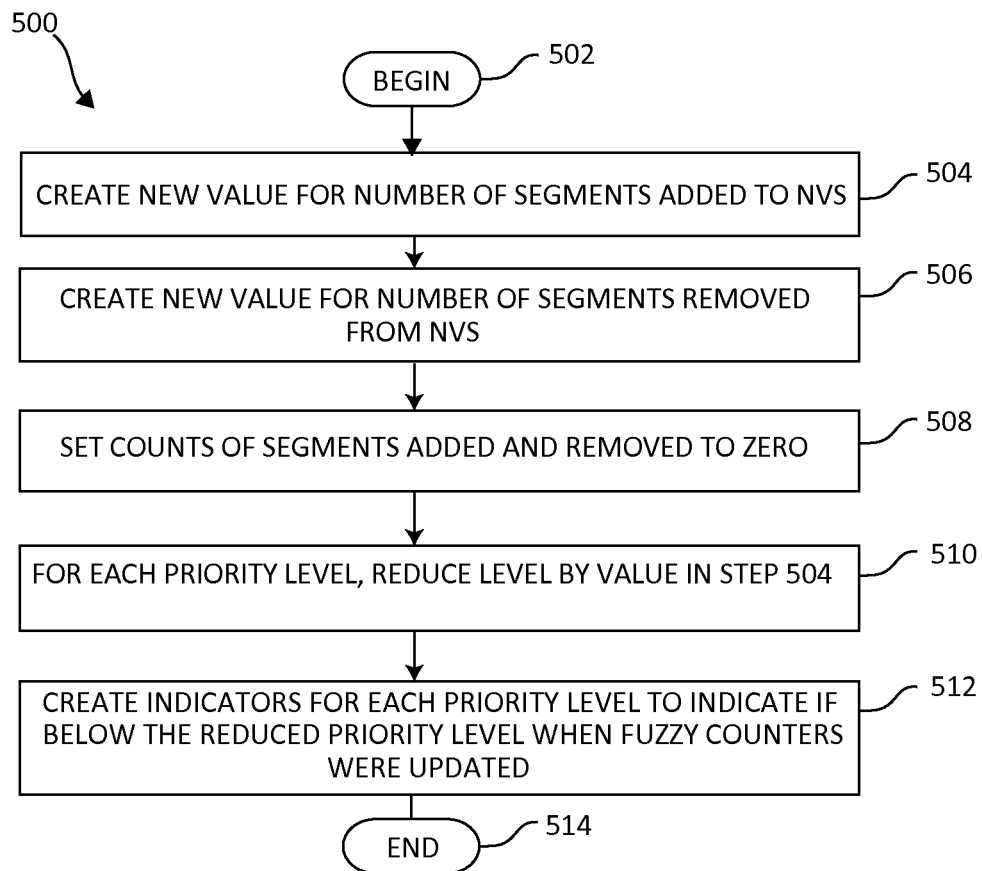 500
BEGIN
502
CREATE NEW VALUE FOR NUMBER OF SEGMENTS ADDED TO NVS
504
CREATE NEW VALUE FOR NUMBER OF SEGMENTS REMOVED
FROM NVS
506
SET COUNTS OF SEGMENTS ADDED AND REMOVED TO ZERO
508
FOR EACH PRIORITY LEVEL, REDUCE LEVEL BY VALUE IN STEP 504
510
CREATE INDICATORS FOR EACH PRIORITY LEVEL TO INDICATE IF
BELOW THE REDUCED PRIORITY LEVEL WHEN FUZZY COUNTERS
WERE UPDATED
512
END
514